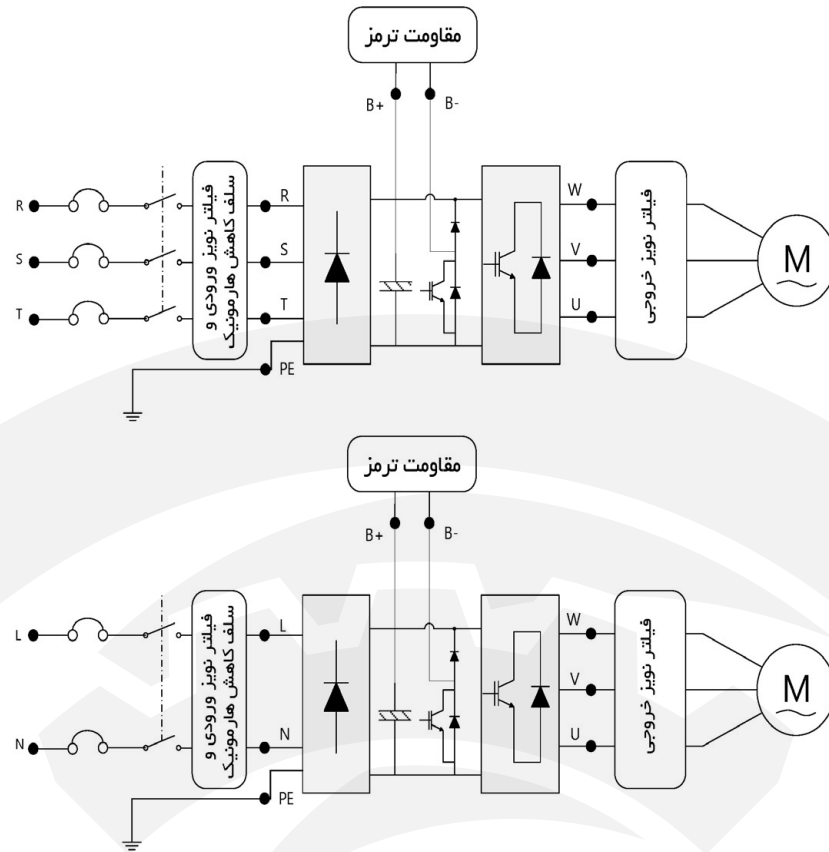 مقاومت ترمز
B+ B-
R R W
S S V
T T U
PE
فیلتر نویز ورودی و
سلف کاهش هارمونیک
فیلتر نویز خروجی
M
مقاومت ترمز
B+ B-
L L W
V
N N U
PE
فیلتر نویز ورودی و
سلف کاهش هارمونیک
فیلتر نویز خروجی
M